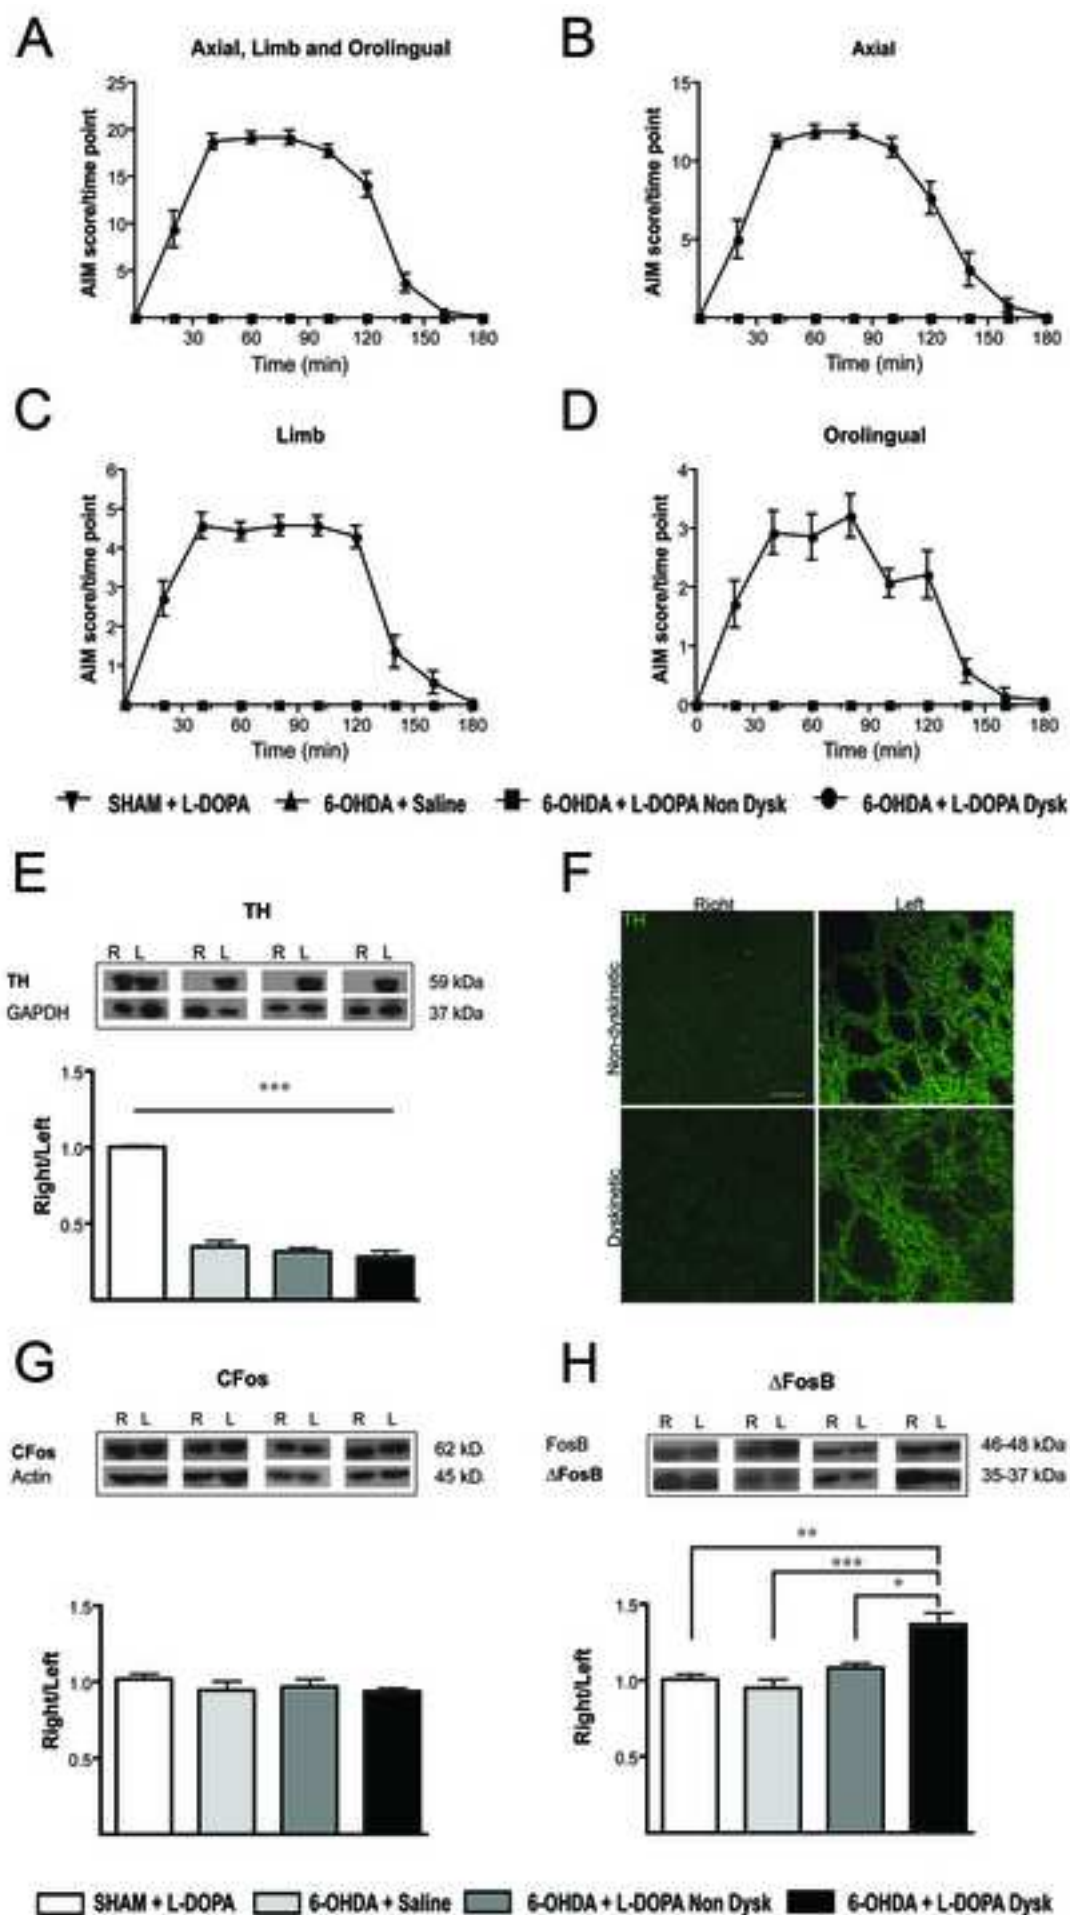 A
Axial, Limb and Orolingual
AIM score/time point
25
20
15
10
5
30 60 90 120 150 180
Time (min)
B
Axial
AIM score/time point
15
10
5
30 60 90 120 150 180
Time (min)
C
Limb
AIM score/time point
6
5
4
3
2
1
30 60 90 120 150 180
Time (min)
D
Orolingual
AIM score/time point
4
3
2
1
0
0 30 60 90 120 150 180
Time (min)
SHAM + L-DOPA 6-OHDA + Saline 6-OHDA + L-DOPA Non Dysk 6-OHDA + L-DOPA Dysk
E
TH
R L R L R L R L
TH 59 kDa
GAPDH 37 kDa
Right/Left
1.5
1.0
0.5
***
F
Right Left
TH
Non-dyskinetic
Dyskinetic
G
CFos
R L R L R L R L
CFos 62 kD
Actin 45 kD
Right/Left
1.5
1.0
0.5
H
ΔFosB
R L R L R L R L
FosB 46-48 kDa
ΔFosB 35-37 kDa
**
***
*
Right/Left
1.5
1.0
0.5
SHAM + L-DOPA 6-OHDA + Saline 6-OHDA + L-DOPA Non Dysk 6-OHDA + L-DOPA Dysk